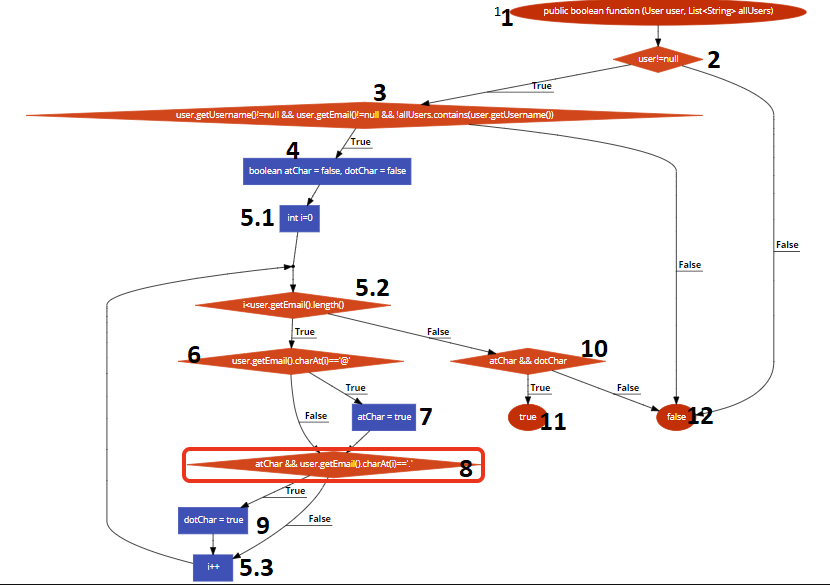 1 public boolean function (User user, List<String> allUsers)
1
user!=null 2
True
3
user.getUsername()!=null && user.getEmail()!=null && !allUsers.contains(user.getUsername())
True
4
boolean atChar = false, dotChar = false
5.1 int i=0
False
False
5.2
i<user.getEmail().length()
True
False
6 user.getEmail().charAt(i)=='@'
10
atChar && dotChar
True
True
False
False
atChar = true 7
true 11
false 12
atChar && user.getEmail().charAt(i)=='.' 8
True
False
dotChar = true 9
i++ 5.3